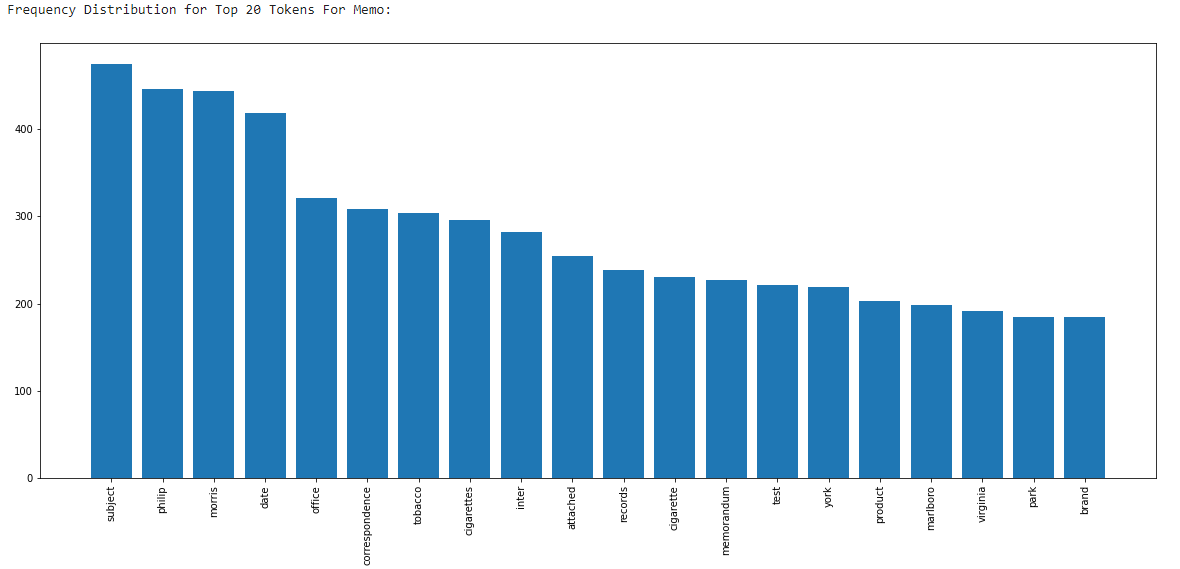 Frequency Distribution for Top 20 Tokens For Memo:
400
300
200
100
0
subject
philip
morris
date
office
correspondence
tobacco
cigarettes
inter
attached
records
cigarette
memorandum
test
york
product
marlboro
virginia
park
brand